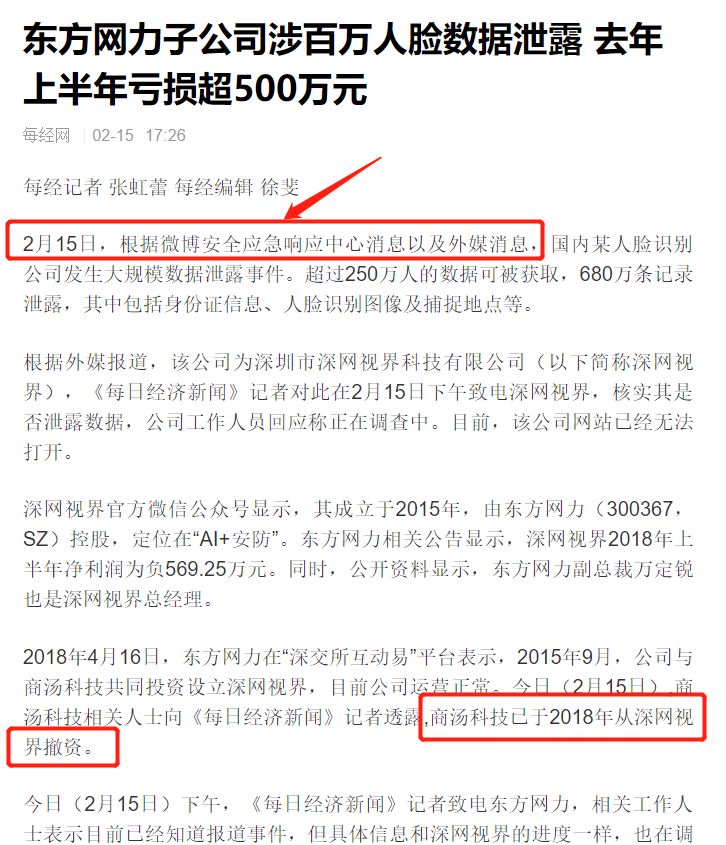 东方网力子公司涉百万人脸数据泄露 去年
上半年亏损超500万元
每经网 02-15 17:26
每经记者 张虹蕾 每经编辑 徐斐
2月15日，根据微博安全应急响应中心消息以及外媒消息，国内某人脸识别
公司发生大规模数据泄露事件。超过250万人的数据可被获取，680万条记录
泄露，其中包括身份证信息、人脸识别图像及捕捉地点等。
根据外媒报道，该公司为深圳市深网视界科技有限公司（以下简称深网视
界），《每日经济新闻》记者对此在2月15日下午致电深网视界，核实其是
否泄露数据，公司工作人员回应称正在调查中。目前，该公司网站已经无法
打开。
深网视界官方微信公众号显示，其成立于2015年，由东方网力（300367，
SZ）控股，定位在“AI+安防”。东方网力相关公告显示，深网视界2018年上
半年净利润为负569.25万元。同时，公开资料显示，东方网力副总裁万定锐
也是深网视界总经理。
2018年4月16日，东方网力在“深交所互动易”平台表示，2015年9月，公司与
商汤科技共同投资设立深网视界，目前公司运营正常。今日（2月15日）,商
汤科技相关人士向《每日经济新闻》记者透露,商汤科技已于2018年从深网视
界撤资。
今日（2月15日）下午，《每日经济新闻》记者致电东方网力，相关工作人
士表示目前已经知道报道事件，但具体信息和深网视界的进度一样，也在调